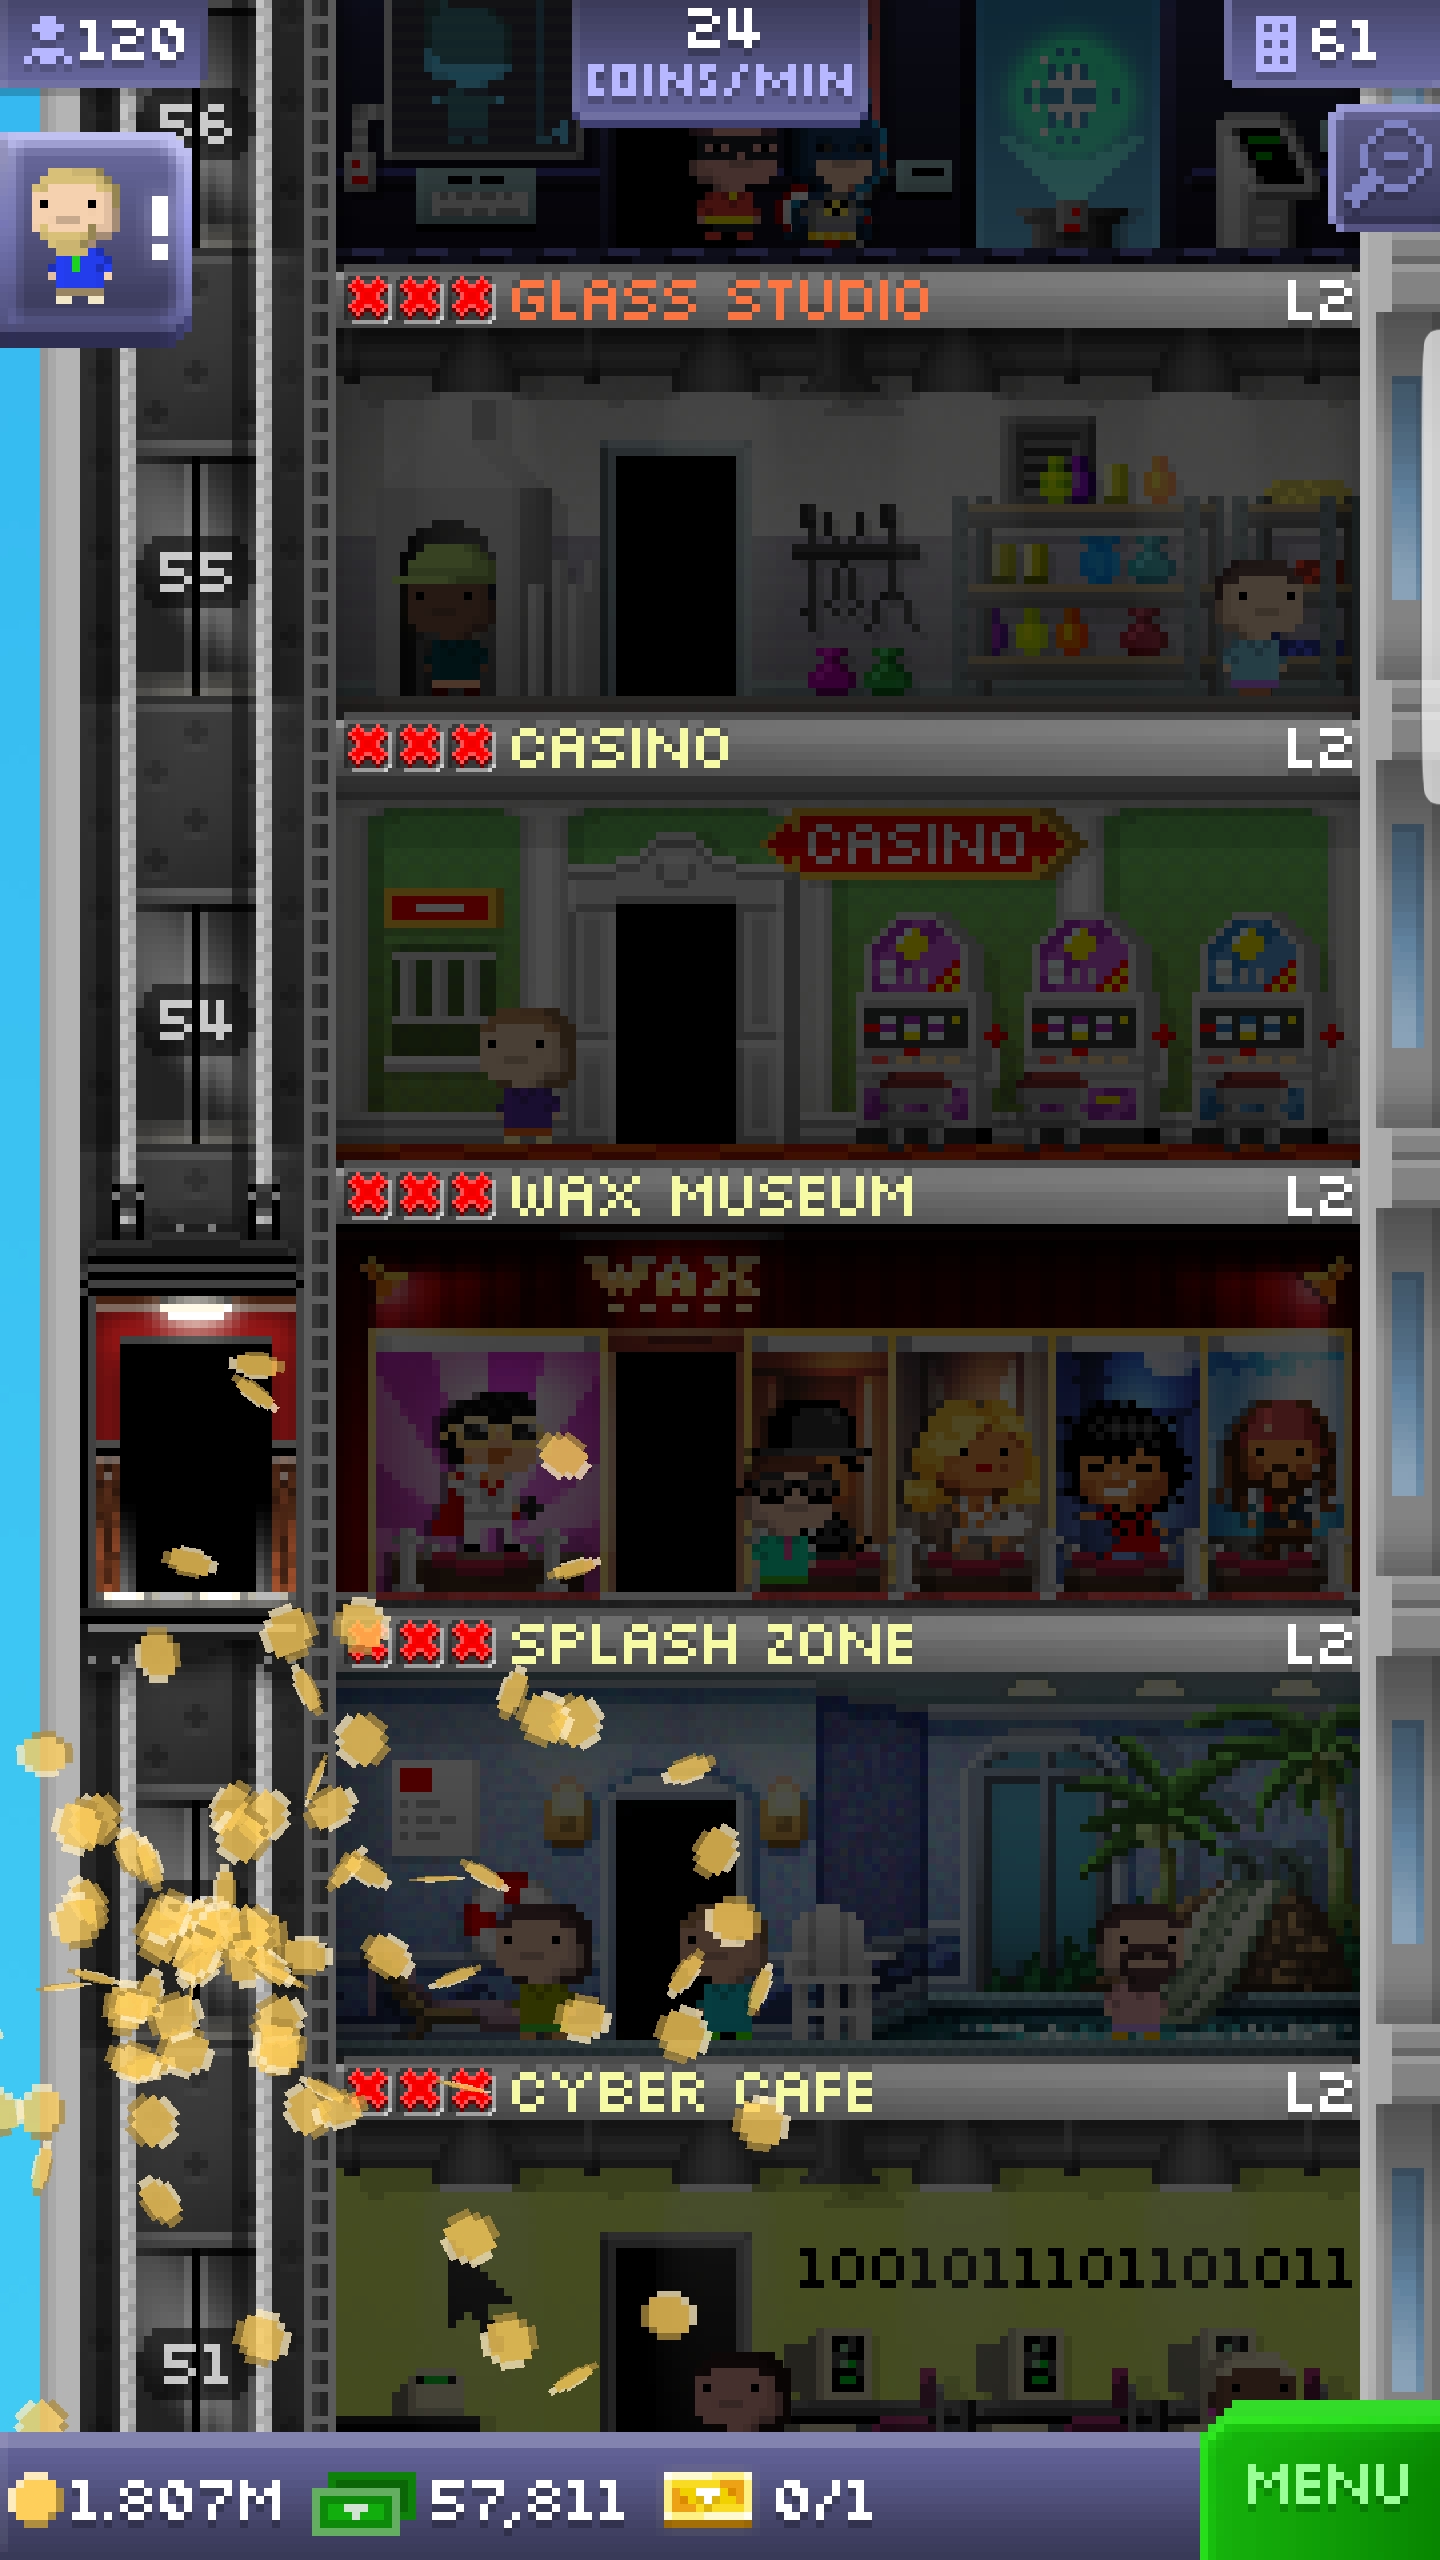 120
24
COINS/MIN
61
56
!
GLASS STUDIO L2
55
CASINO L2
CASINO
54
WAX MUSEUM L2
WAX
SPLASH ZONE L2
CYBER CAFE L2
1001011101101011
51
1.807M 57,811 0/1 MENU